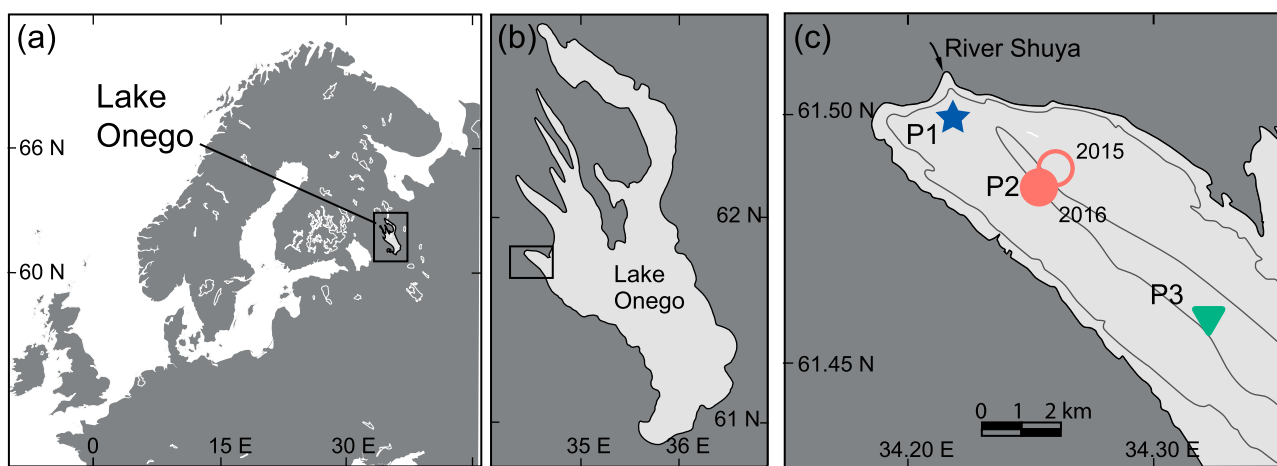 (a)
Lake
Onego
66 N
60 N
0
15 E
30 E
(b)
62 N
Lake
Onego
61 N
35 E
36 E
(c)
River Shuya
61.50 N
P1
2015
P2
2016
P3
61.45 N
0 1 2 km
34.20 E
34.30 E